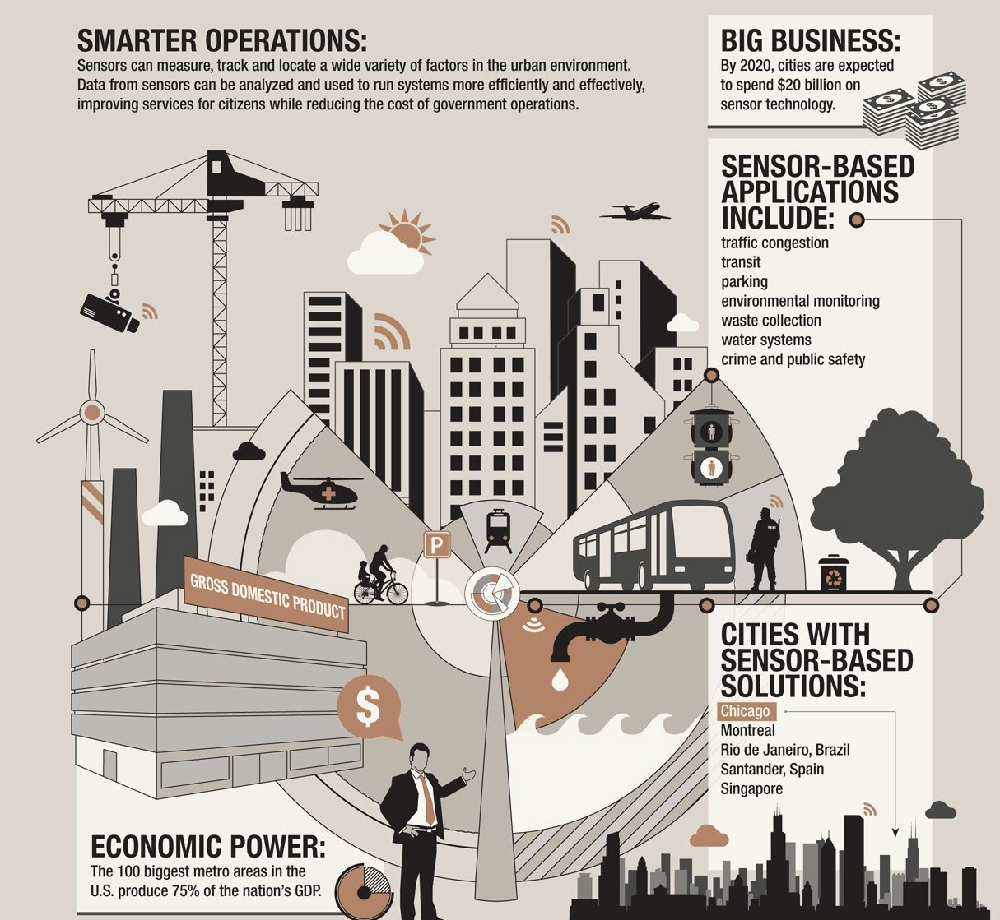 SMARTER OPERATIONS:
Sensors can measure, track and locate a wide variety of factors in the urban environment.
Data from sensors can be analyzed and used to run systems more efficiently and effectively,
improving services for citizens while reducing the cost of government operations.
BIG BUSINESS:
By 2020, cities are expected
to spend $20 billion on
sensor technology.
SENSOR-BASED
APPLICATIONS
INCLUDE:
traffic congestion
transit
parking
environmental monitoring
waste collection
water systems
crime and public safety
P
POLICE
GROSS DOMESTIC PRODUCT
$
CITIES WITH
SENSOR-BASED
SOLUTIONS:
Chicago
Montreal
Rio de Janeiro, Brazil
Santander, Spain
Singapore
ECONOMIC POWER:
The 100 biggest metro areas in the
U.S. produce 75% of the nation's GDP.